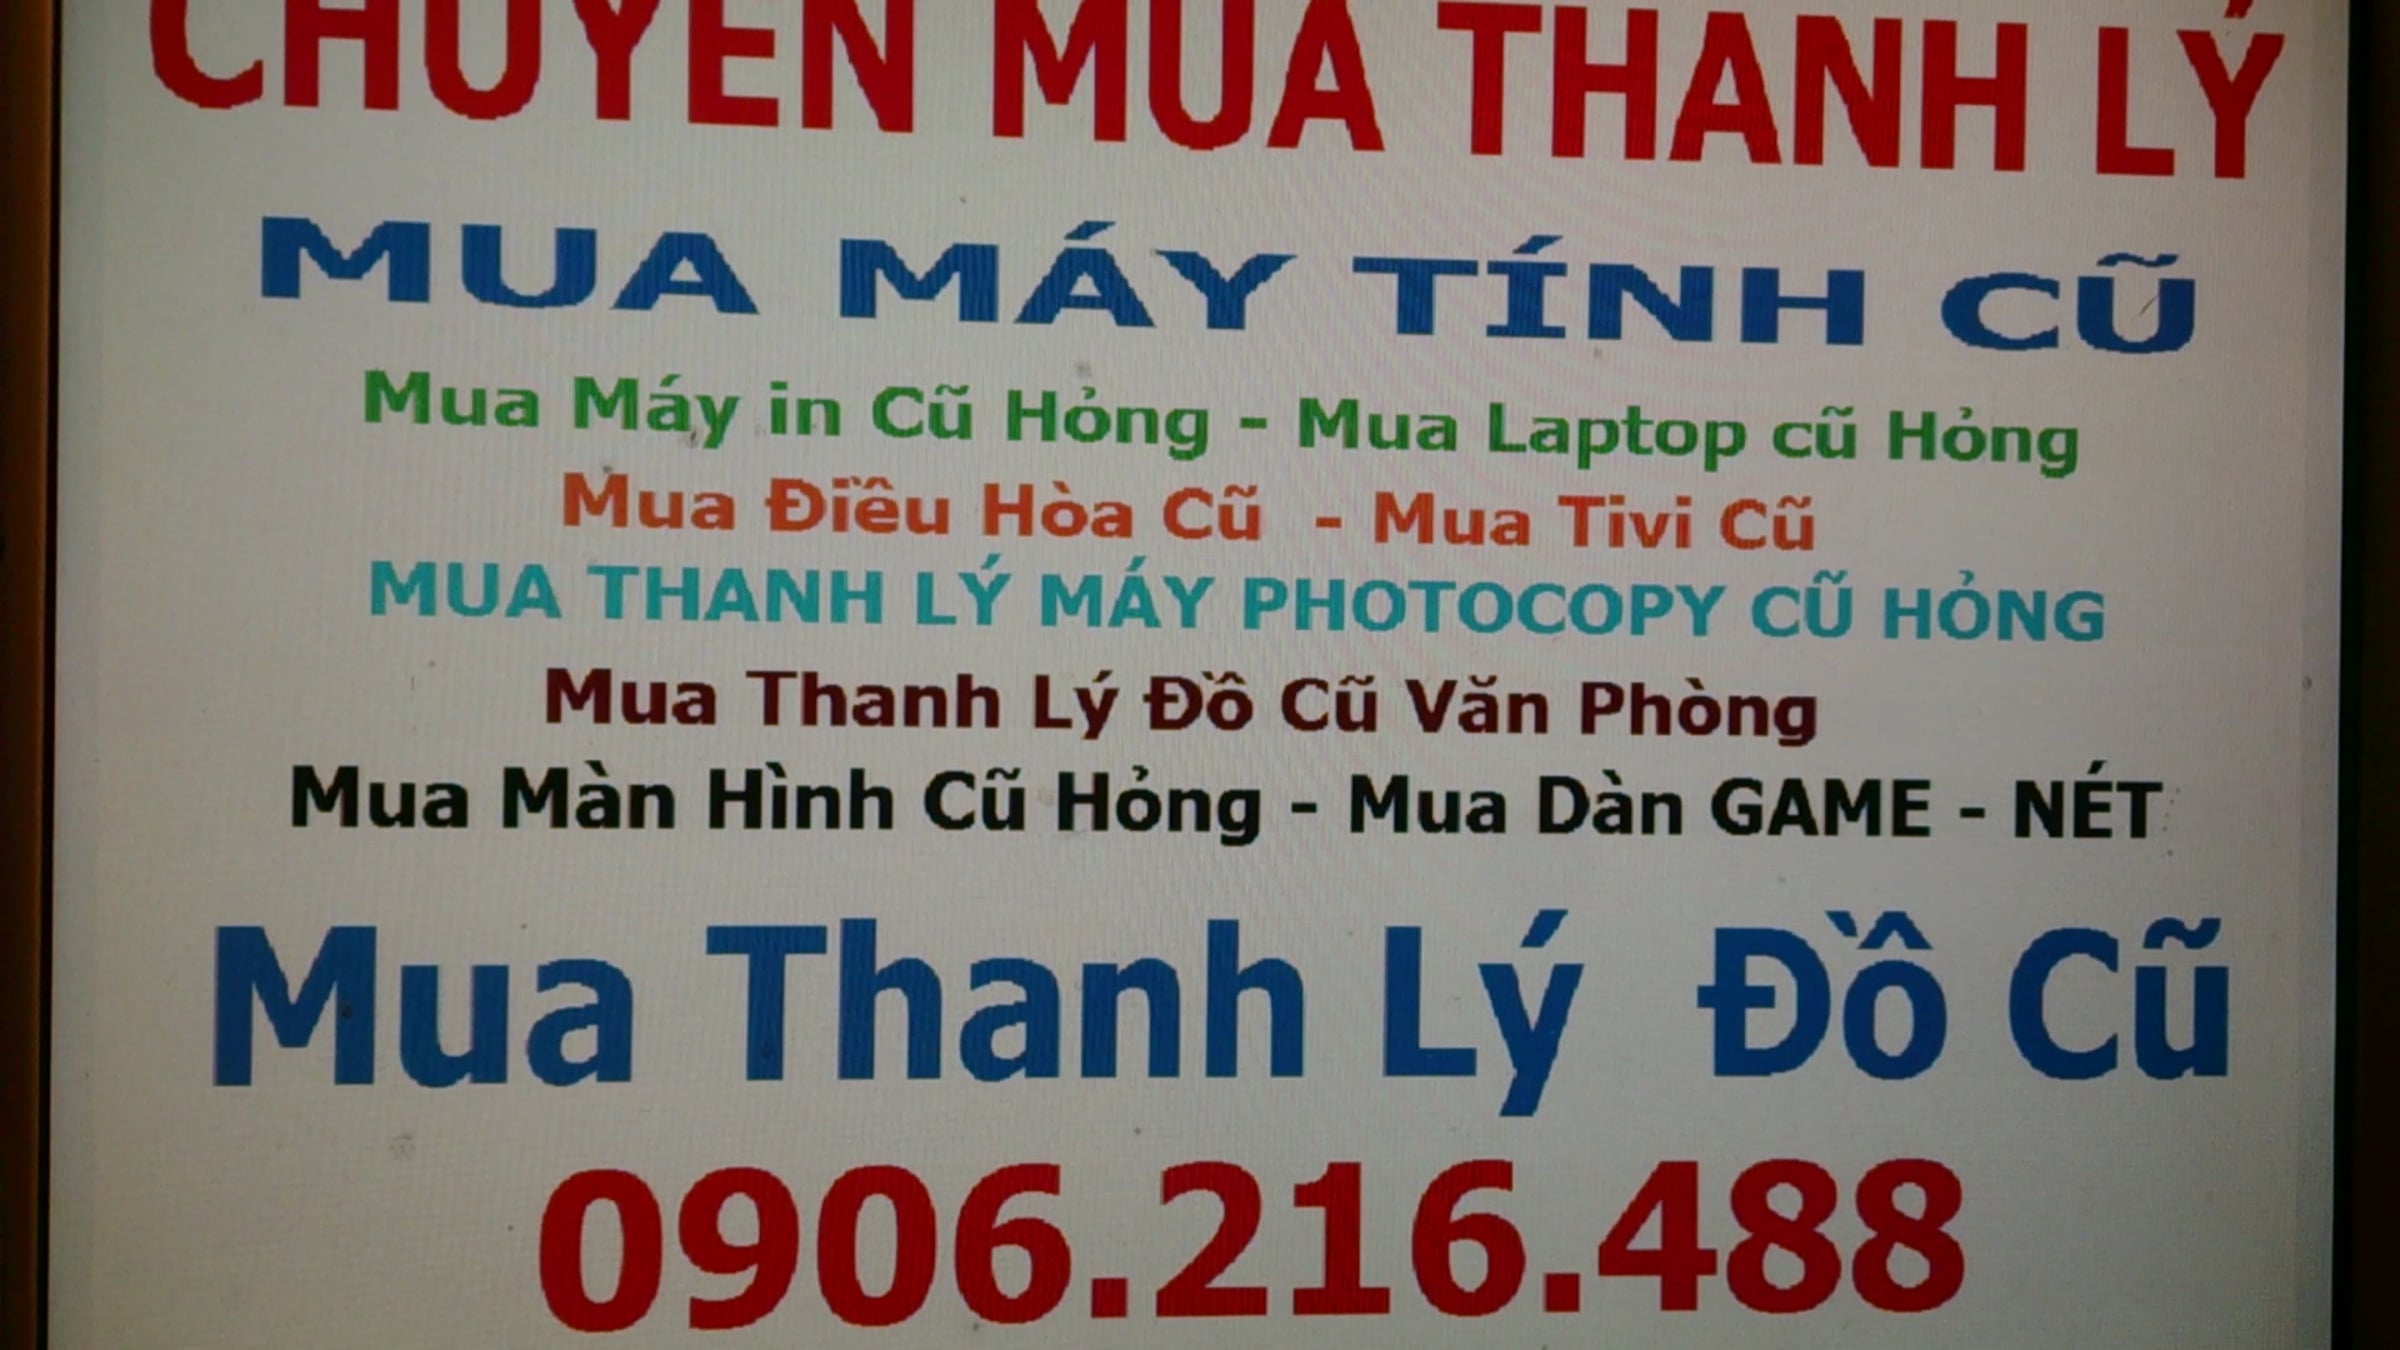 CHUYÊN MUA THANH LÝ
MUA MÁY TÍNH CŨ
Mua Máy in Cũ Hỏng - Mua Laptop cũ Hỏng
Mua Điều Hòa Cũ - Mua Tivi Cũ
MUA THANH LÝ MÁY PHOTOCOPY CŨ HỎNG
Mua Thanh Lý Đồ Cũ Văn Phòng
Mua Màn Hình Cũ Hỏng - Mua Dàn GAME - NÉT
Mua Thanh Lý Đồ Cũ
0906.216.488